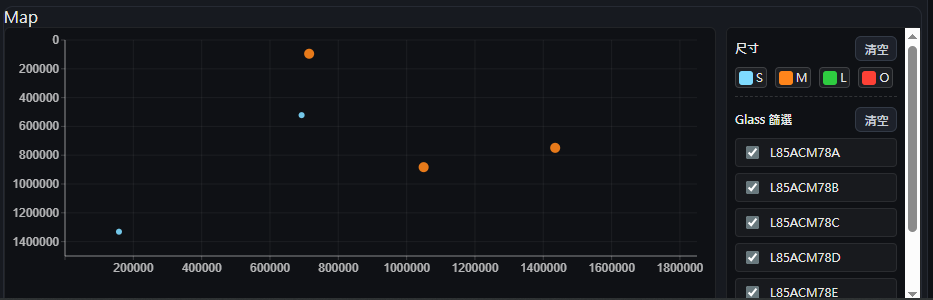 Map
0
200000
400000
600000
800000
1000000
1200000
1400000
200000 400000 600000 800000 1000000 1200000 1400000 1600000 1800000
尺寸 清空
S M L O
Glass 篩選 清空
L85ACM78A
L85ACM78B
L85ACM78C
L85ACM78D
L85ACM78E